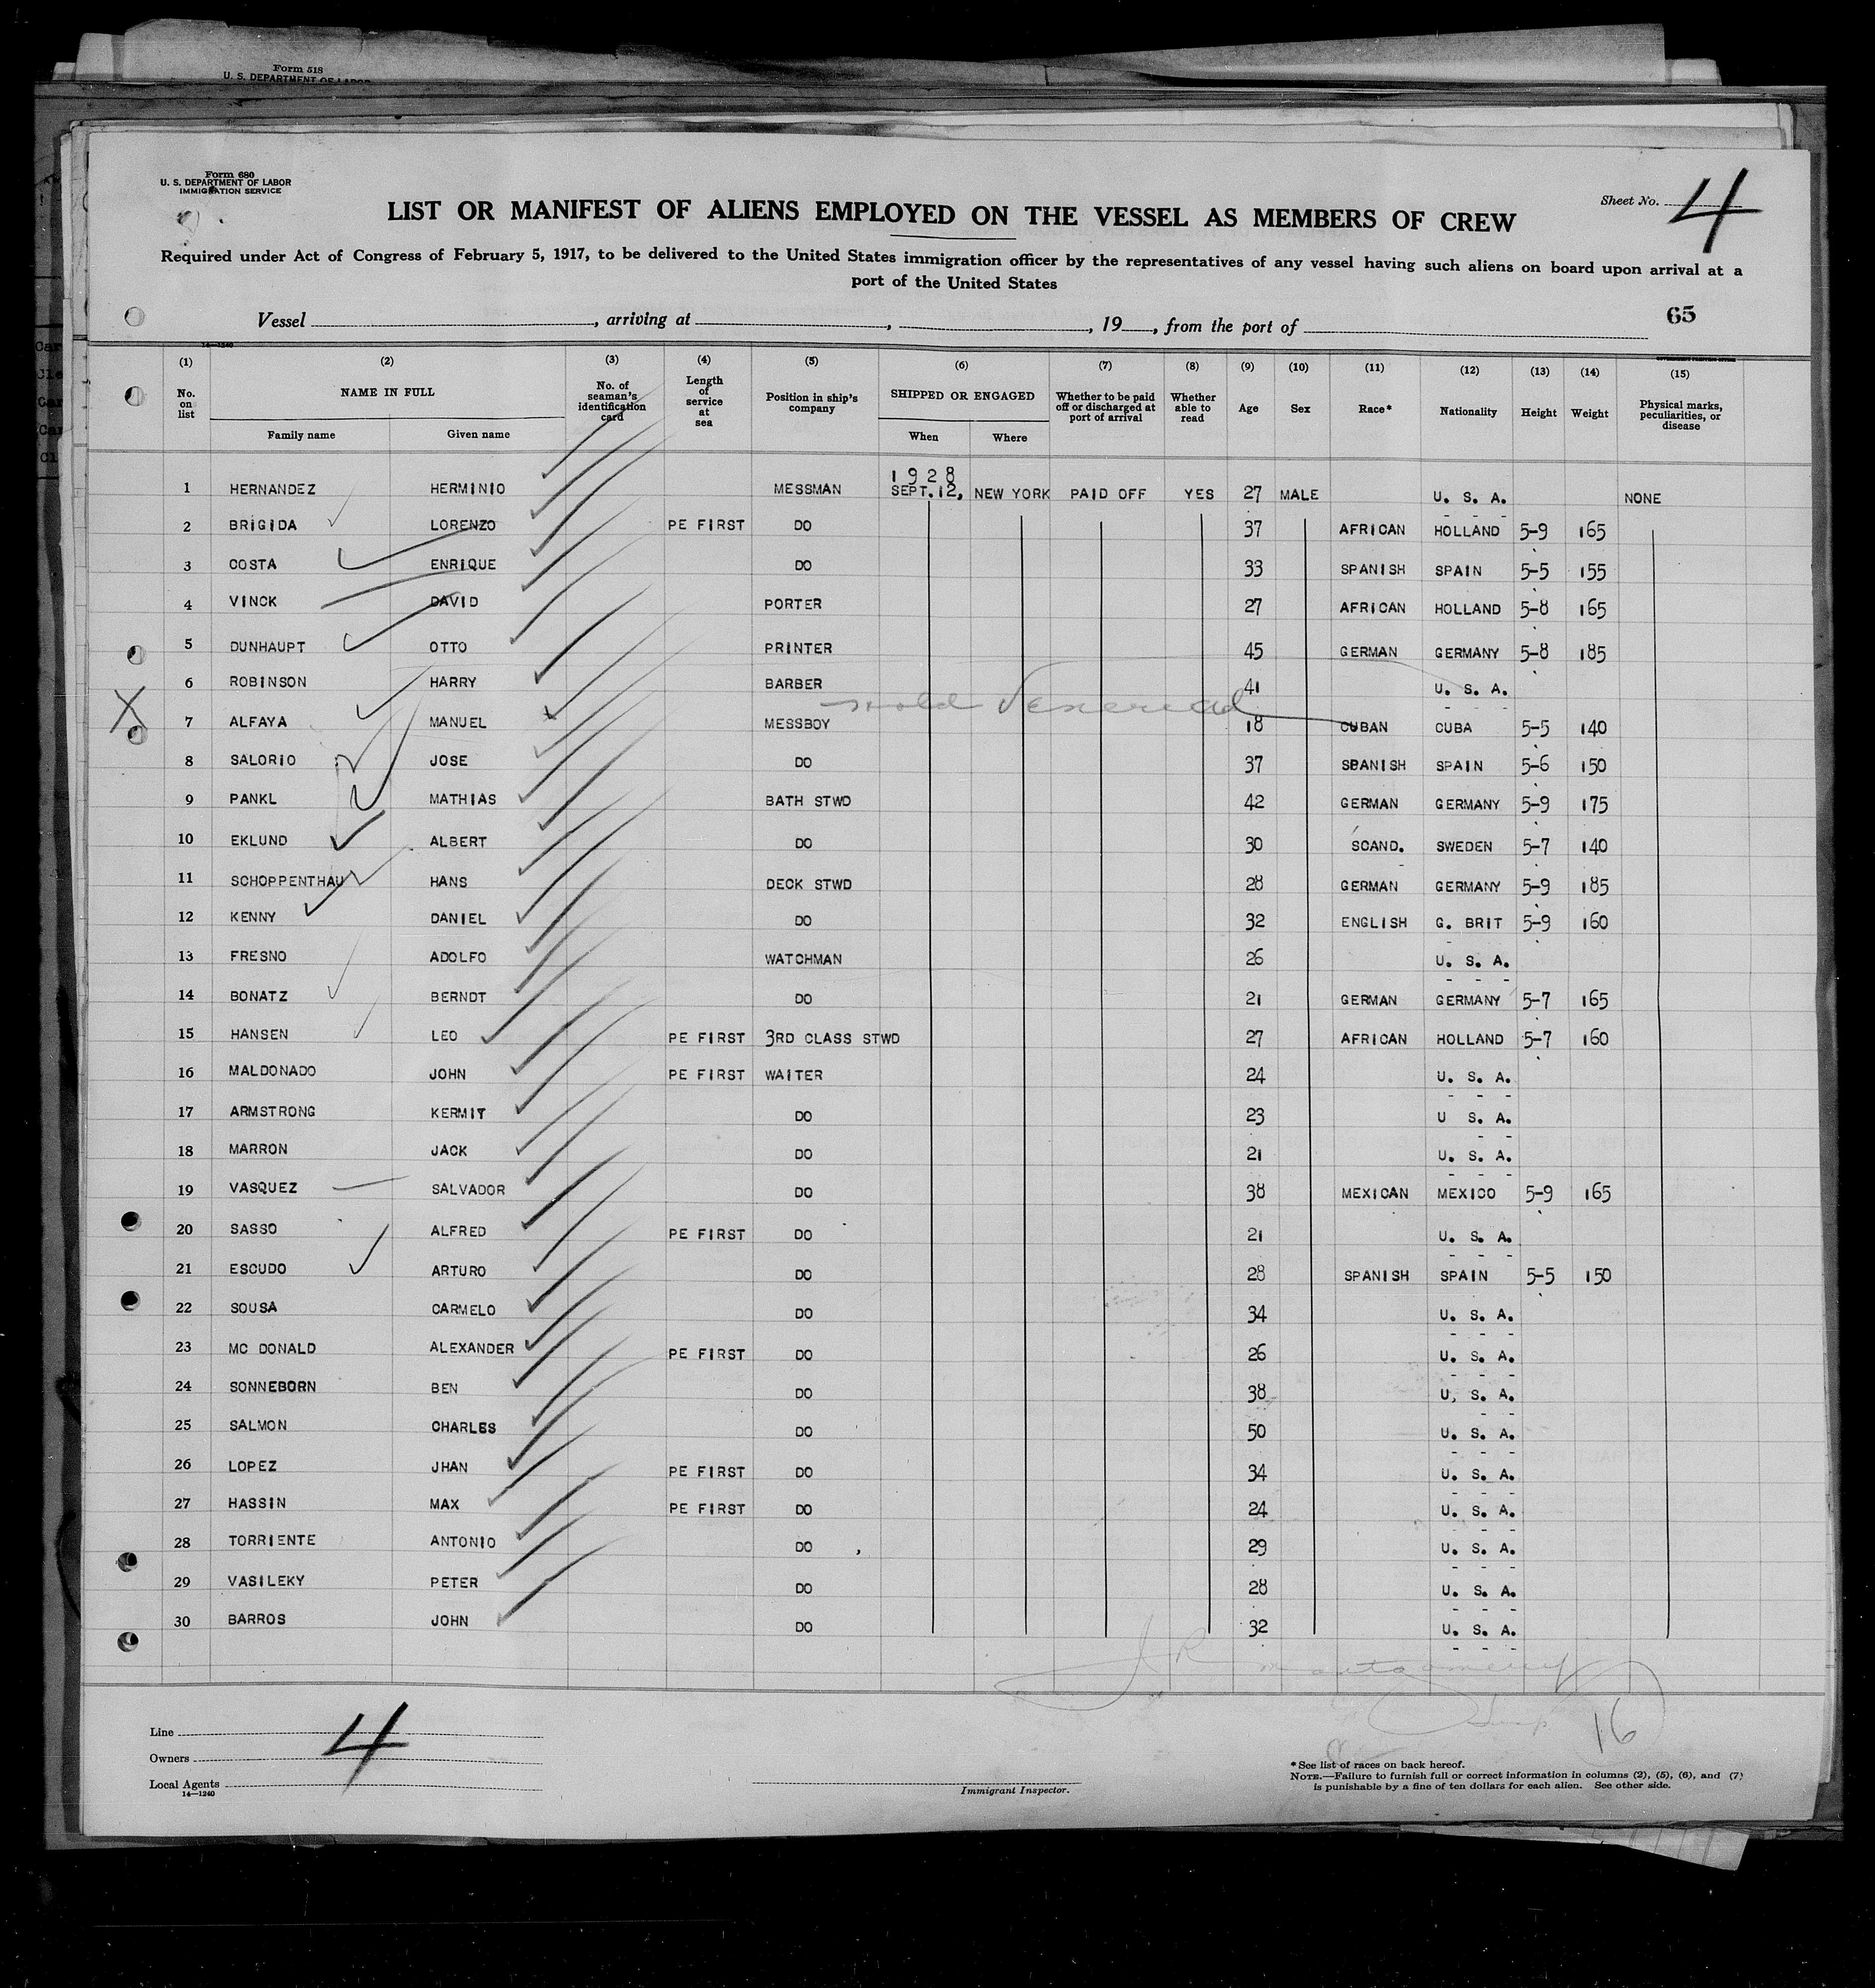 Form 518
U. S. DEPARTMENT OF LABOR
Form 680
U. S. DEPARTMENT OF LABOR
IMMIGRATION SERVICE
Sheet No. 4
LIST OR MANIFEST OF ALIENS EMPLOYED ON THE VESSEL AS MEMBERS OF CREW
Required under Act of Congress of February 5, 1917, to be delivered to the United States immigration officer by the representatives of any vessel having such aliens on board upon arrival at a
port of the United States
65
Vessel , arriving at , , 19 , from the port of
14—1240
(1) (2) (3) (4) (5) (6) (7) (8) (9) (10) (11) (12) (13) (14) (15)
No. on list NAME IN FULL No. of seaman's identification card Length of service at sea Position in ship's company SHIPPED OR ENGAGED Whether to be paid off or discharged at port of arrival Whether able to read Age Sex Race* Nationality Height Weight Physical marks, peculiarities, or disease
Family name Given name When Where
1928
1 HERNANDEZ HERMINIO MESSMAN SEPT.12, NEW YORK PAID OFF YES 27 MALE U. S. A. NONE
2 BRIGIDA LORENZO PE FIRST DO 37 AFRICAN HOLLAND 5-9 165
3 COSTA ENRIQUE DO 33 SPANISH SPAIN 5-5 155
4 VINCK DAVID PORTER 27 AFRICAN HOLLAND 5-8 165
5 DUNHAUPT OTTO PRINTER 45 GERMAN GERMANY 5-8 185
6 ROBINSON HARRY BARBER 41 U. S. A.
Hold Venereal
X 7 ALFAYA MANUEL MESSBOY 18 CUBAN CUBA 5-5 140
8 SALORIO JOSE DO 37 SPANISH SPAIN 5-6 150
9 PANKL MATHIAS BATH STWD 42 GERMAN GERMANY 5-9 175
10 EKLUND ALBERT DO 30 SCAND. SWEDEN 5-7 140
11 SCHOPPENTHAU HANS DECK STWD 28 GERMAN GERMANY 5-9 185
12 KENNY DANIEL DO 32 ENGLISH G. BRIT 5-9 160
13 FRESNO ADOLFO WATCHMAN 26 U. S. A.
14 BONATZ BERNDT DO 21 GERMAN GERMANY 5-7 165
15 HANSEN LEO PE FIRST 3RD CLASS STWD 27 AFRICAN HOLLAND 5-7 160
16 MALDONADO JOHN PE FIRST WAITER 24 U. S. A.
17 ARMSTRONG KERMIT DO 23 U S. A.
18 MARRON JACK DO 21 U. S. A.
19 VASQUEZ SALVADOR DO 38 MEXICAN MEXICO 5-9 165
20 SASSO ALFRED PE FIRST DO 21 U. S. A.
21 ESCUDO ARTURO DO 28 SPANISH SPAIN 5-5 150
22 SOUSA CARMELO DO 34 U. S. A.
23 MC DONALD ALEXANDER PE FIRST DO 26 U. S. A.
24 SONNEBORN BEN DO 38 U, S. A.
25 SALMON CHARLES DO 50 U. S. A.
26 LOPEZ JHAN PE FIRST DO 34 U. S. A.
27 HASSIN MAX PE FIRST DO 24 U. S. A.
28 TORRIENTE ANTONIO DO , 29 U. S. A.
29 VASILEKY PETER DO 28 U. S. A.
30 BARROS JOHN DO 32 U. S. A.
J R Montgomery
Insp
16
Line
Owners
Local Agents
14—1240
4
Immigrant Inspector.
*See list of races on back hereof.
NOTE.—Failure to furnish full or correct information in columns (2), (5), (6), and (7)
is punishable by a fine of ten dollars for each alien. See other side.